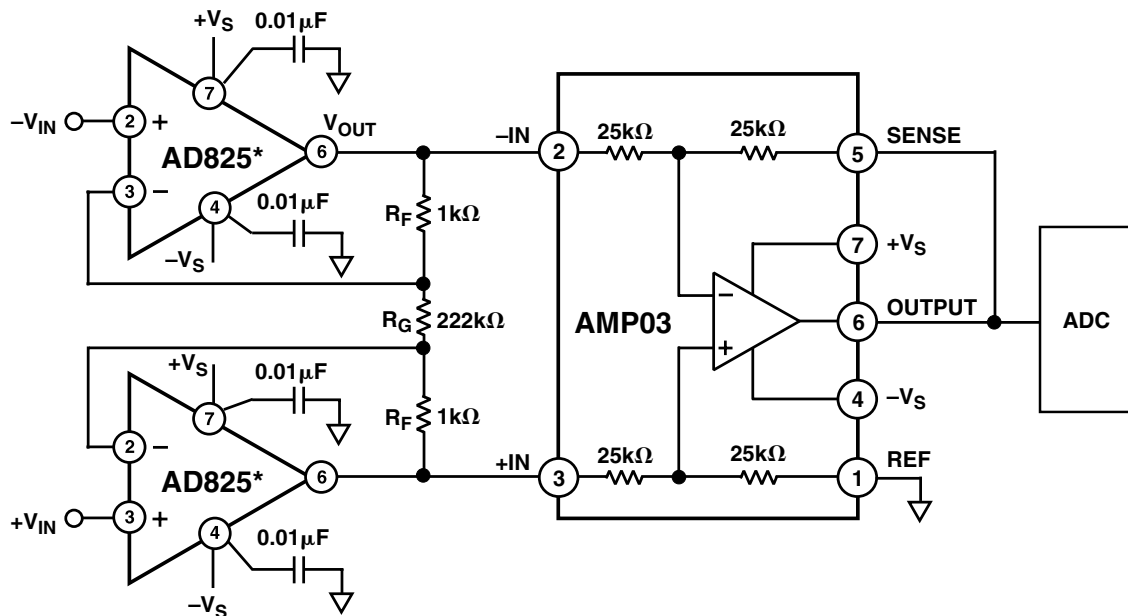 +VS 0.01µF
7
–VIN 2 +
AD825*
3 –
VOUT
6
4
0.01µF
–VS
RF 1kΩ
RG 222kΩ
+VS 0.01µF
7
2 –
AD825*
3 +
+VIN
6
4
0.01µF
–VS
RF 1kΩ
–IN
2
25kΩ 25kΩ
5
SENSE
7
+VS
AMP03
–
+
6
OUTPUT
4
–VS
+IN
3
25kΩ 25kΩ
1
REF
ADC